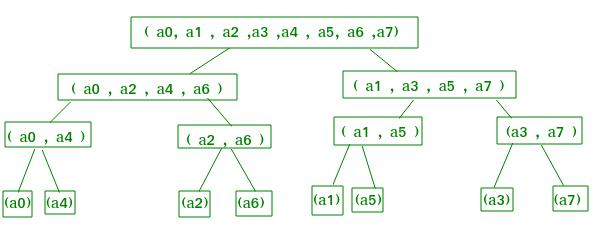 ( a0, a1 , a2 ,a3 ,a4 , a5, a6 ,a7)
( a0 , a2 , a4 , a6 )
( a1 , a3 , a5 , a7 )
( a0 , a4 )
( a2 , a6 )
( a1 , a5 )
(a3 , a7 )
(a0)
(a4)
(a2)
(a6)
(a1)
(a5)
(a3)
(a7)